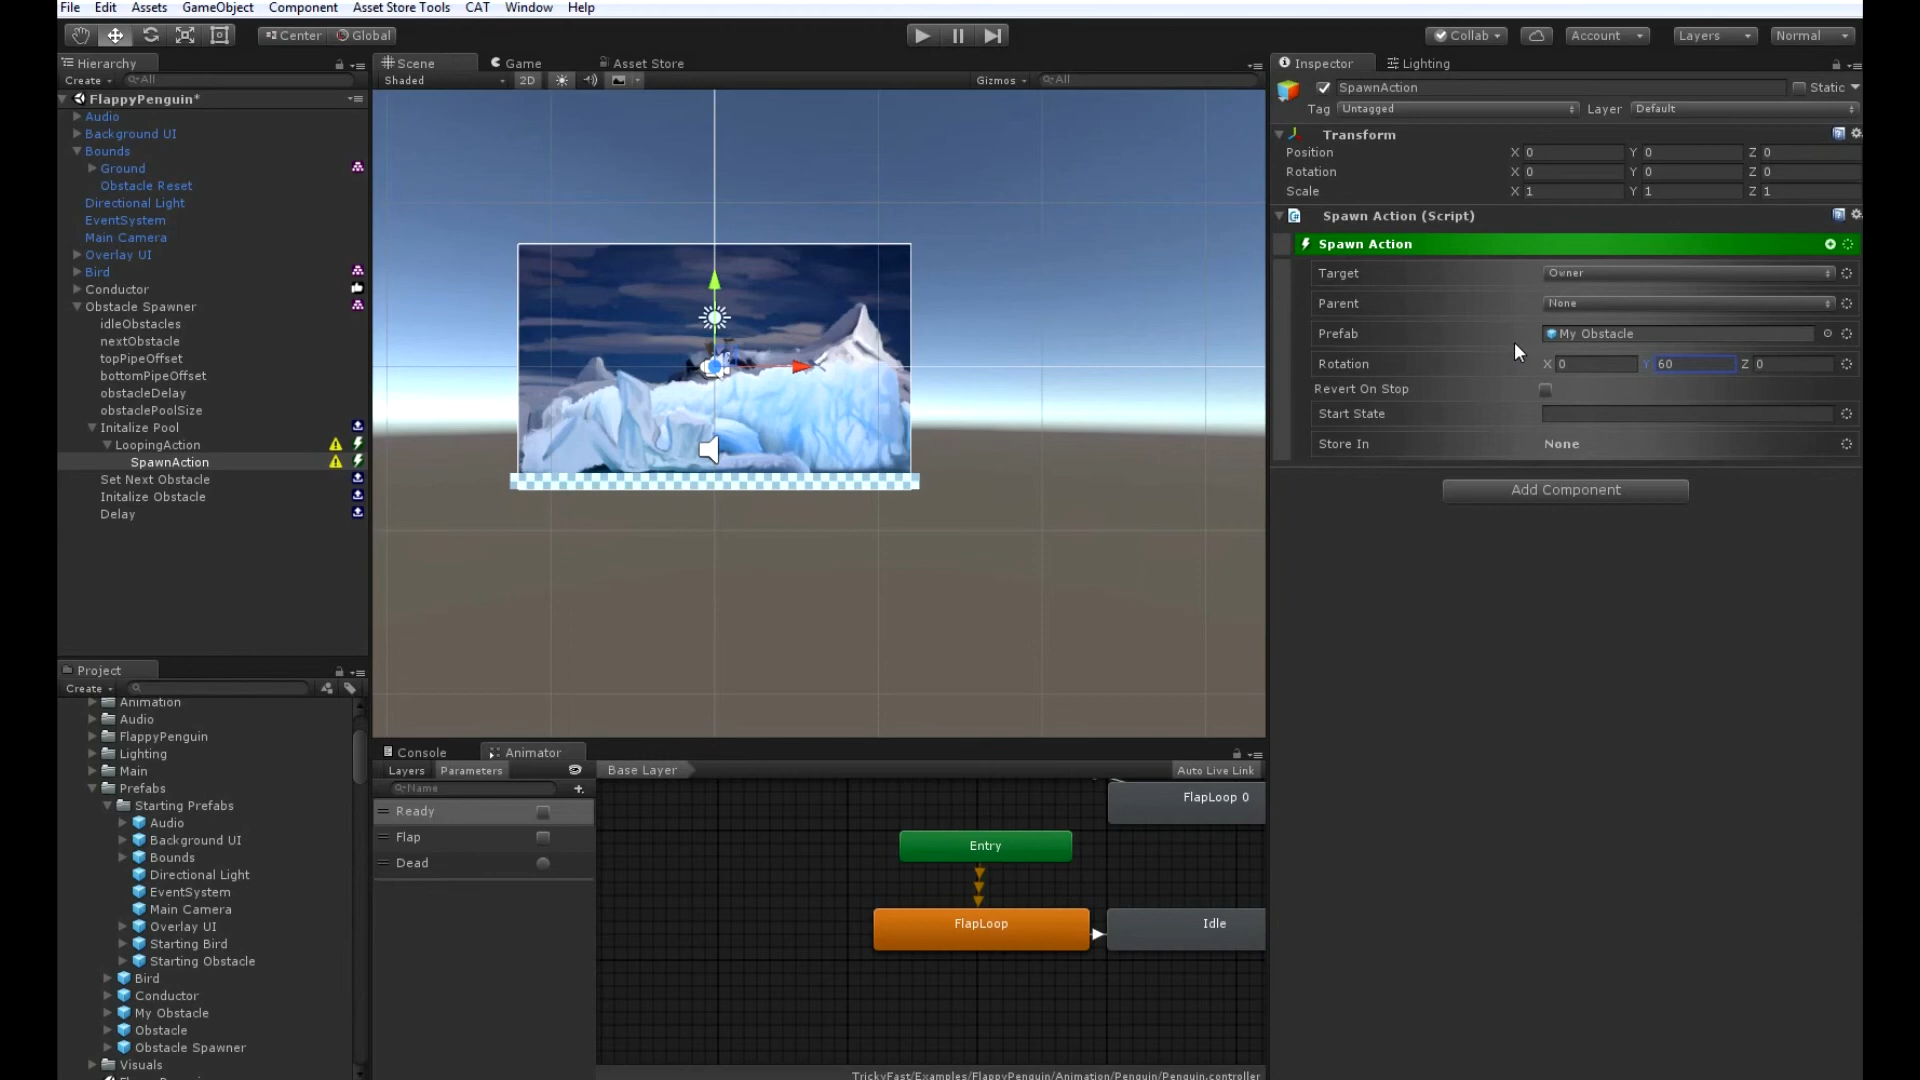 File Edit Assets GameObject Component Asset Store Tools CAT Window Help
Center Global
Collab Account Layers Normal
Hierarchy
Create All
FlappyPenguin*
Audio
Background UI
Bounds
Ground
Obstacle Reset
Directional Light
EventSystem
Main Camera
Overlay UI
Bird
Conductor
Obstacle Spawner
idleObstacles
nextObstacle
topPipeOffset
bottomPipeOffset
obstacleDelay
obstaclePoolSize
Initalize Pool
LoopingAction
SpawnAction
Set Next Obstacle
Initalize Obstacle
Delay
Project
Create
Animation
Audio
FlappyPenguin
Lighting
Main
Prefabs
Starting Prefabs
Audio
Background UI
Bounds
Directional Light
EventSystem
Main Camera
Overlay UI
Starting Bird
Starting Obstacle
Bird
Conductor
My Obstacle
Obstacle
Obstacle Spawner
Visuals
Scene Game Asset Store
Shaded 2D Gizmos All
Console Animator
Layers Parameters Base Layer Auto Live Link
Name
Ready
Flap
Dead
FlapLoop 0
Entry
FlapLoop
Idle
TrickyFast/Examples/FlappyPenguin/Animation/Penguin/Penguin.controller
Inspector Lighting
SpawnAction Static
Tag Untagged Layer Default
Transform
Position X 0 Y 0 Z 0
Rotation X 0 Y 0 Z 0
Scale X 1 Y 1 Z 1
Spawn Action (Script)
Spawn Action
Target Owner
Parent None
Prefab My Obstacle
Rotation X 0 Y 60 Z 0
Revert On Stop
Start State
Store In None
Add Component